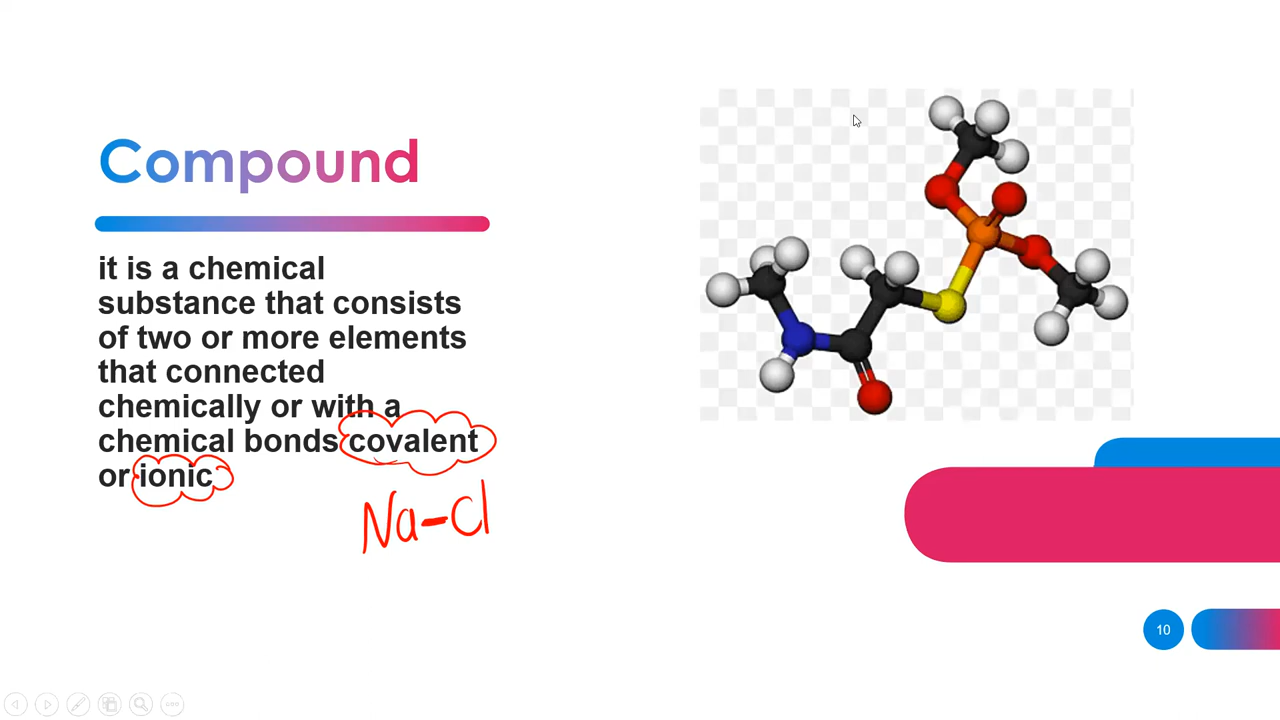 Compound
it is a chemical
substance that consists
of two or more elements
that connected
chemically or with a
chemical bonds covalent
or ionic
Na-Cl
10